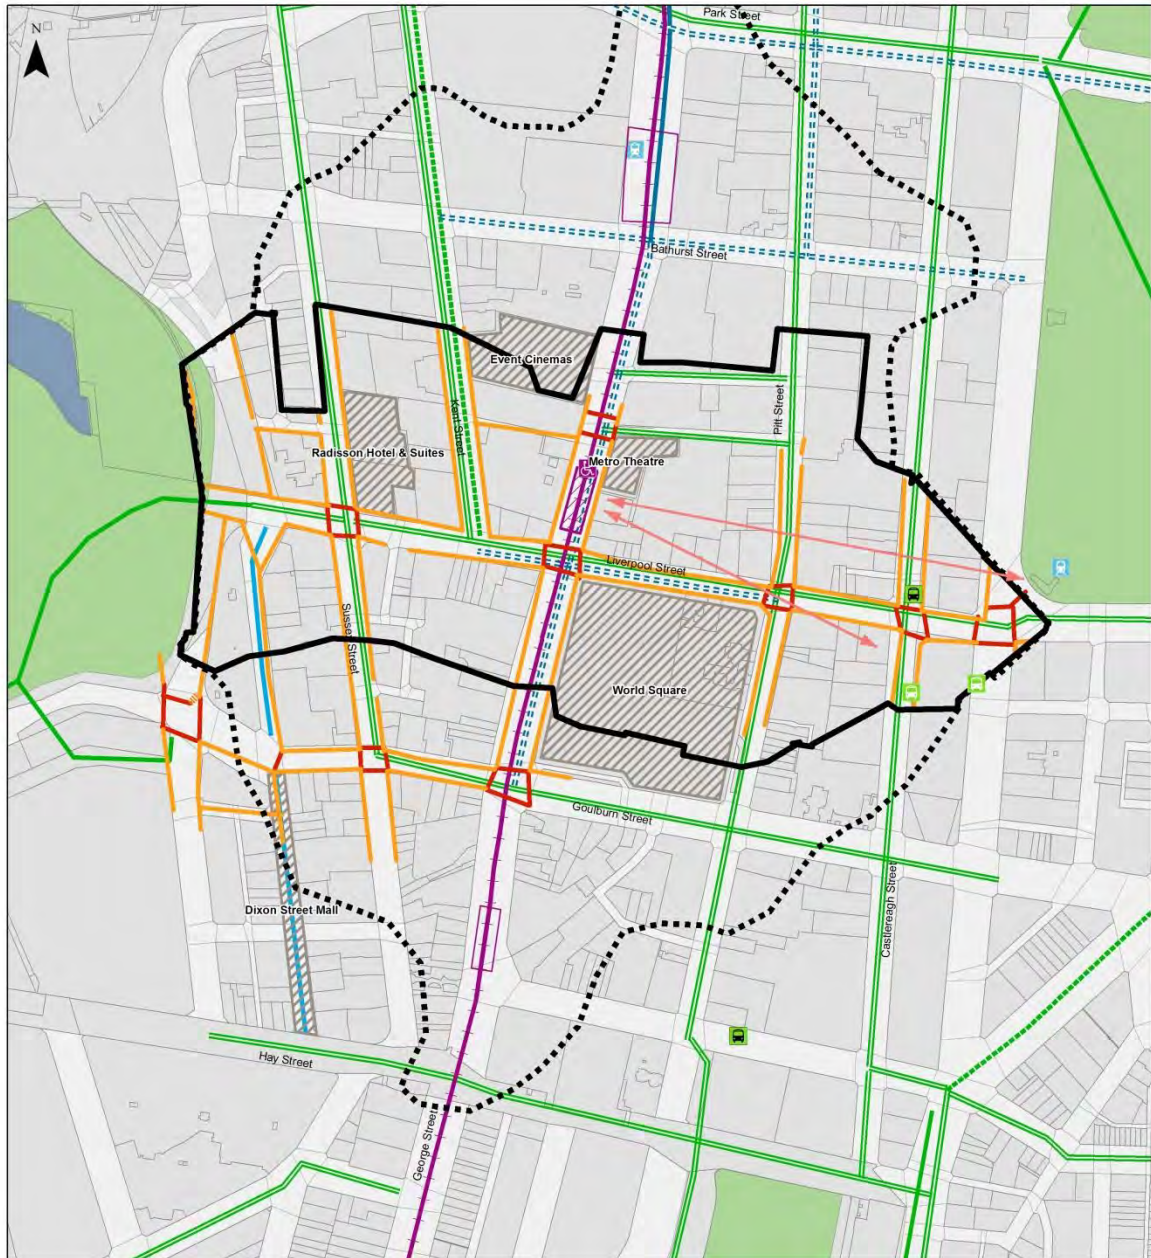 N
Park Street
Bathurst Street
Event Cinemas
Pitt Street
Kent Street
Radisson Hotel & Suites
Metro Theatre
Liverpool Street
Sussex Street
World Square
Goulburn Street
Dixon Street Mall
Castlereagh Street
Hay Street
George Street